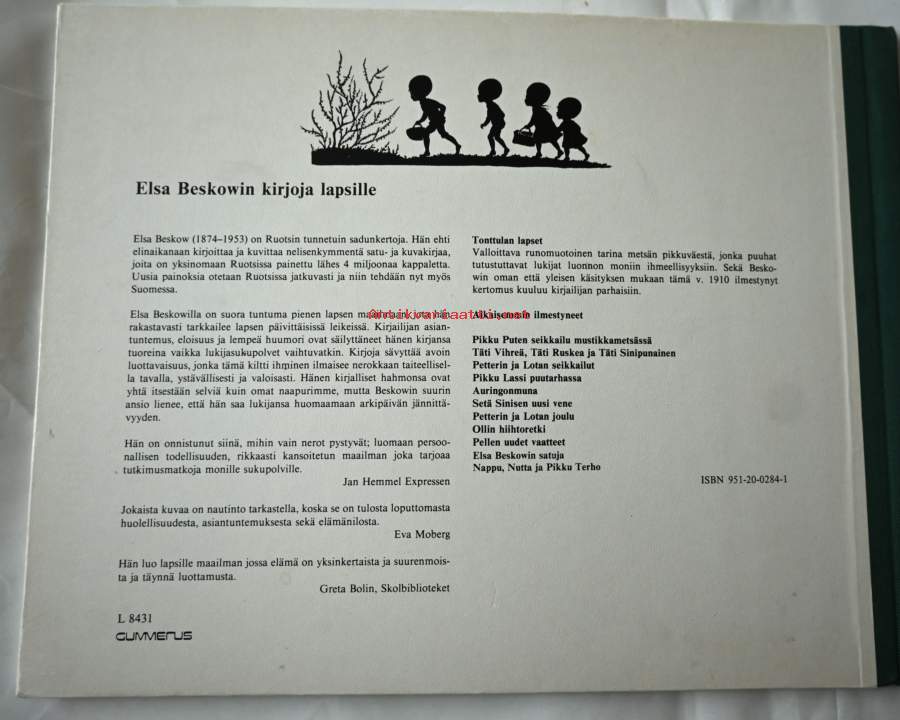 Elsa Beskowin kirjoja lapsille
Elsa Beskow (1874–1953) on Ruotsin tunnetuin sadunkertoja. Hän ehti
elinaikanaan kirjoittaa ja kuvittaa nelisenkymmentä satu- ja kuvakirjaa,
joita on yksinomaan Ruotsissa painettu lähes 4 miljoonaa kappaletta.
Uusia painoksia otetaan Ruotsissa jatkuvasti ja niin tehdään nyt myös
Suomessa.
Elsa Beskowilla on suora tuntuma pienen lapsen
rakastavasti tarkkailee lapsen päivittäisissä leikeissä. Kirjailijan asian-
tuntemus, eloisuus ja lempeä huumori ovat säilyttäneet hänen kirjansa
tuoreina vaikka lukijasukupolvet vaihtuvatkin. Kirjoja sävyttää avoin
luottavaisuus, jonka tämä kiltti ihminen ilmaisee nerokkaan taiteellisel-
la tavalla, ystävällisesti ja valoisasti. Hänen kirjalliset hahmonsa ovat
yhtä itsestään selviä kuin omat naapurimme, mutta Beskowin suurin
ansio lienee, että hän saa lukijansa huomaamaan arkipäivän jännittä-
vyyden.
Hän on onnistunut siinä, mihin vain nerot pystyvät; luomaan persoo-
nallisen todellisuuden, rikkaasti kansoitetun maailman joka tarjoaa
tutkimusmatkoja monille sukupolville.
Jan Hemmel Expressen
Jokaista kuvaa on nautinto tarkastella, koska se on tulosta loputtomasta
huolellisuudesta, asiantuntemuksesta sekä elämänilosta.
Eva Moberg
Hän luo lapsille maailman jossa elämä on yksinkertaista ja suurenmois-
ta ja täynnä luottamusta.
Greta Bolin, Skolbiblioteket
L 8431
GUMMERUS
Tonttulan lapset
Valloittava runomuotoinen tarina metsän pikkuväestä, jonka puuhat
tutustuttavat lukijat luonnon moniin ihmeellisyyksiin. Sekä Besko-
win oman että yleisen käsityksen mukaan tämä v. 1910 ilmestynyt
kertomus kuuluu kirjailijan parhaisiin.
Aikaisemmin ilmestyneet
Pikku Puten seikkailu mustikkametsässä
Täti Vihreä, Täti Ruskea ja Täti Sinipunainen
Petterin ja Lotan seikkailut
Pikku Lassi puutarhassa
Auringonmuna
Setä Sinisen uusi vene
Petterin ja Lotan joulu
Ollin hiihtoretki
Pellen uudet vaatteet
Elsa Beskowin satuja
Nappu, Nutta ja Pikku Terho
ISBN 951-20-0284-1